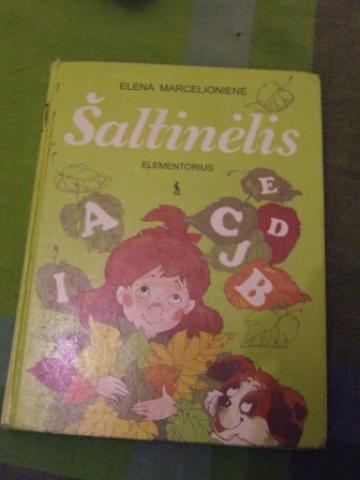 ELENA MARCELIONIENĖ
Šaltinėlis
ELEMENTORIUS
E
A C D
J
I B